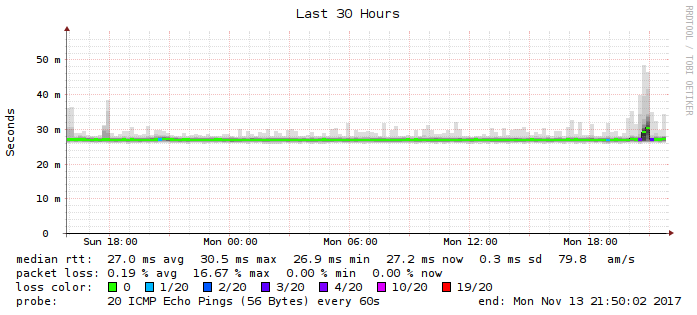 Last 30 Hours
RRDTOOL / TOBI OETIKER
Seconds
50 m
40 m
30 m
20 m
10 m
0
Sun 18:00 Mon 00:00 Mon 06:00 Mon 12:00 Mon 18:00
median rtt: 27.0 ms avg 30.5 ms max 26.9 ms min 27.2 ms now 0.3 ms sd 79.8 am/s
packet loss: 0.19 % avg 16.67 % max 0.00 % min 0.00 % now
loss color: 0 1/20 2/20 3/20 4/20 10/20 19/20
probe: 20 ICMP Echo Pings (56 Bytes) every 60s end: Mon Nov 13 21:50:02 2017